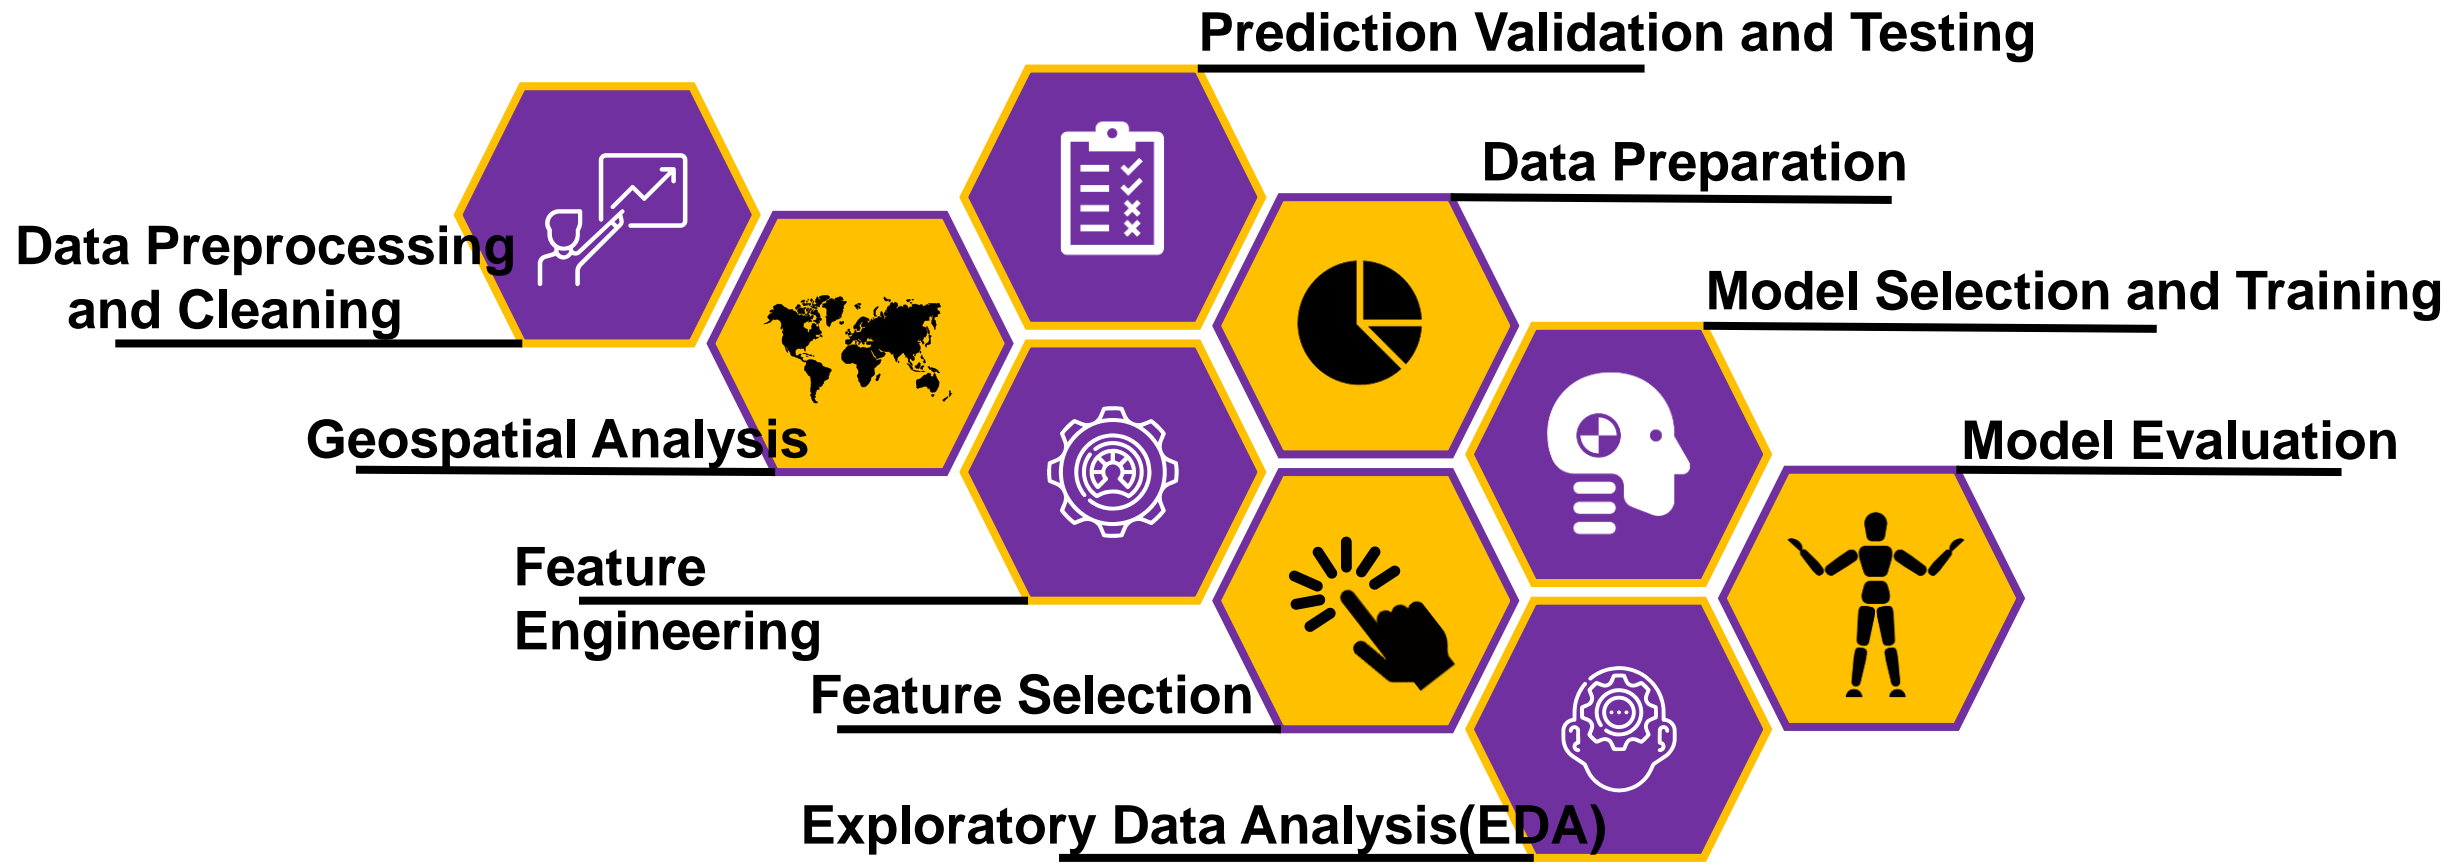 Prediction Validation and Testing
Data Preparation
Data Preprocessing
and Cleaning
Model Selection and Training
Geospatial Analysis
Model Evaluation
Feature
Engineering
Feature Selection
Exploratory Data Analysis(EDA)